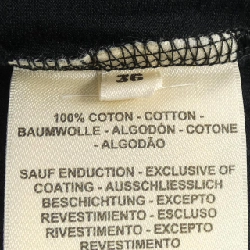 36
100% COTON - COTTON -
BAUMWOLLE - ALGODÓN - COTONE
- ALGODÃO
SAUF ENDUCTION - EXCLUSIVE OF
COATING - AUSSCHLIESSLICH
BESCHICHTUNG - EXCEPTO
REVESTIMIENTO - ESCLUSO
RIVESTIMENTO - EXCEPTO
REVESTIMENTO